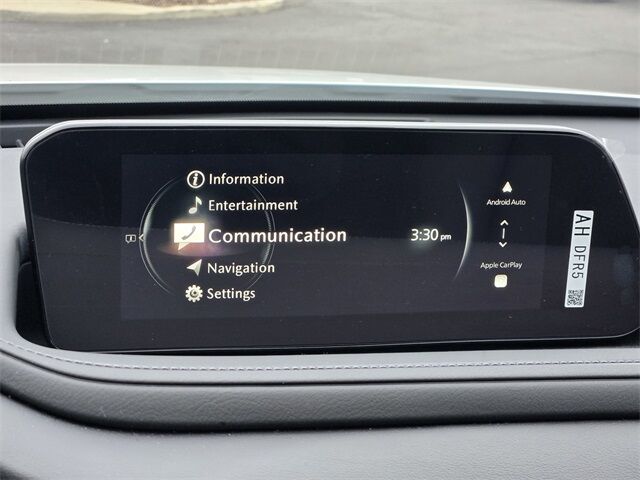 Information
Entertainment
Communication
Navigation
Settings
3:30 pm
Android Auto
Apple CarPlay
AH DFR5